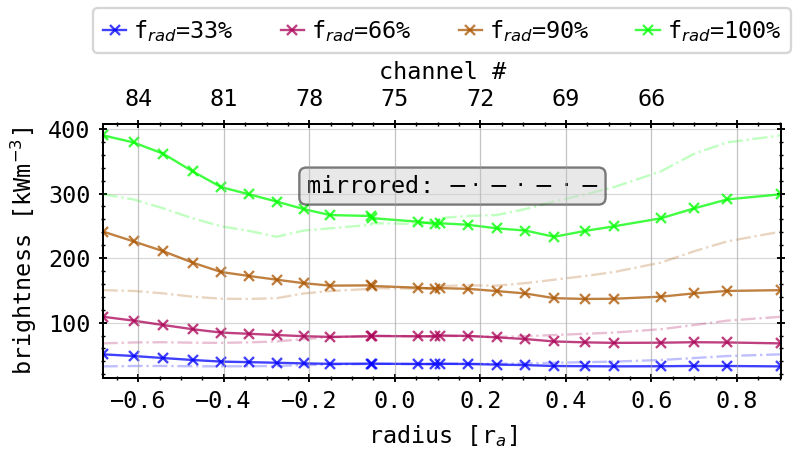 f_rad=33% f_rad=66% f_rad=90% f_rad=100%
channel #
84 81 78 75 72 69 66
400
300
200
100
brightness [kWm⁻³]
mirrored:
−0.6 −0.4 −0.2 0.0 0.2 0.4 0.6 0.8
radius [r_a]